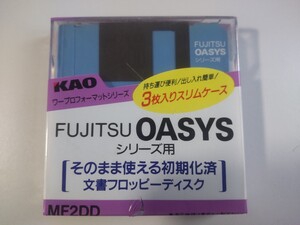 FUJITSU
OASYS
シリーズ用
KAO
ワープロフォーマットシリーズ
持ち運び便利/出し入れ簡単/
3枚入りスリムケース
FUJITSU OASYS
シリーズ用
そのまま使える初期化済
文書フロッピーディスク
MF2DD